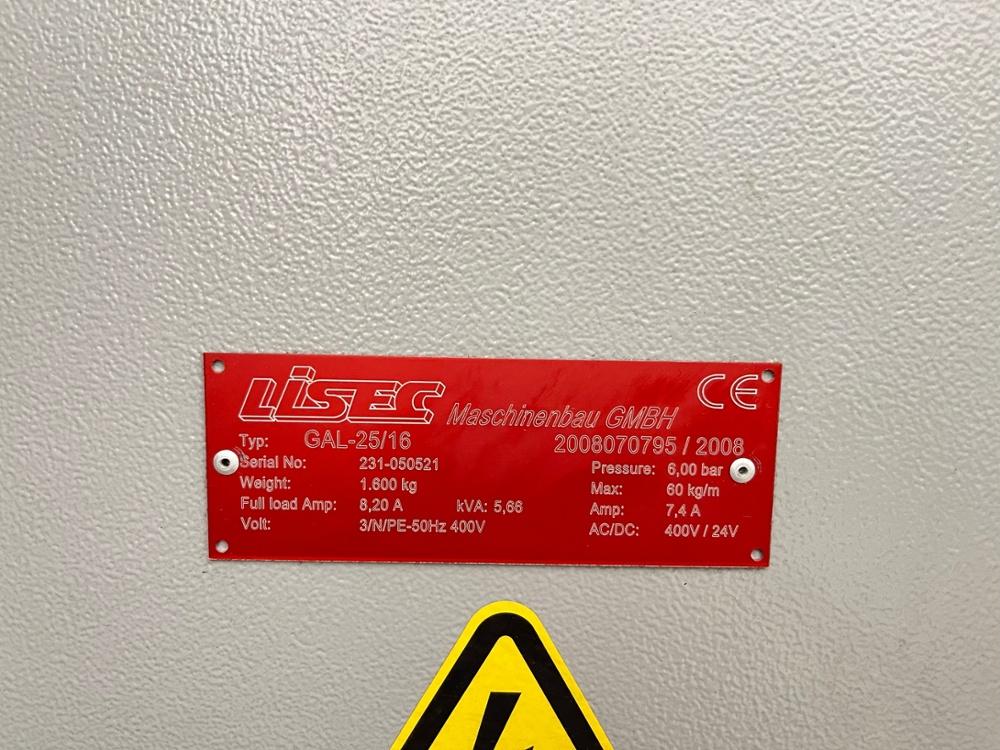 LiSEC Maschinenbau GMBH CE
Typ: GAL-25/16 2008070795 / 2008
Serial No: 231-050521 Pressure: 6,00 bar
Weight: 1.600 kg Max: 60 kg/m
Full load Amp: 8,20 A kVA: 5,66 Amp: 7,4 A
Volt: 3/N/PE-50Hz 400V AC/DC: 400V / 24V